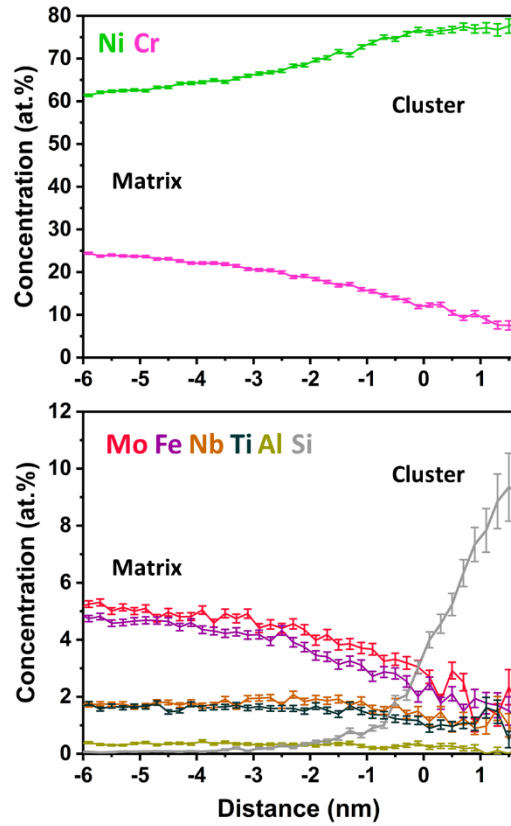 Ni Cr
Cluster
Matrix
Concentration (at.%)
80
70
60
50
40
30
20
10
0
-6 -5 -4 -3 -2 -1 0 1
Mo Fe Nb Ti Al Si
Cluster
Matrix
Concentration (at.%)
12
10
8
6
4
2
0
-6 -5 -4 -3 -2 -1 0 1
Distance (nm)